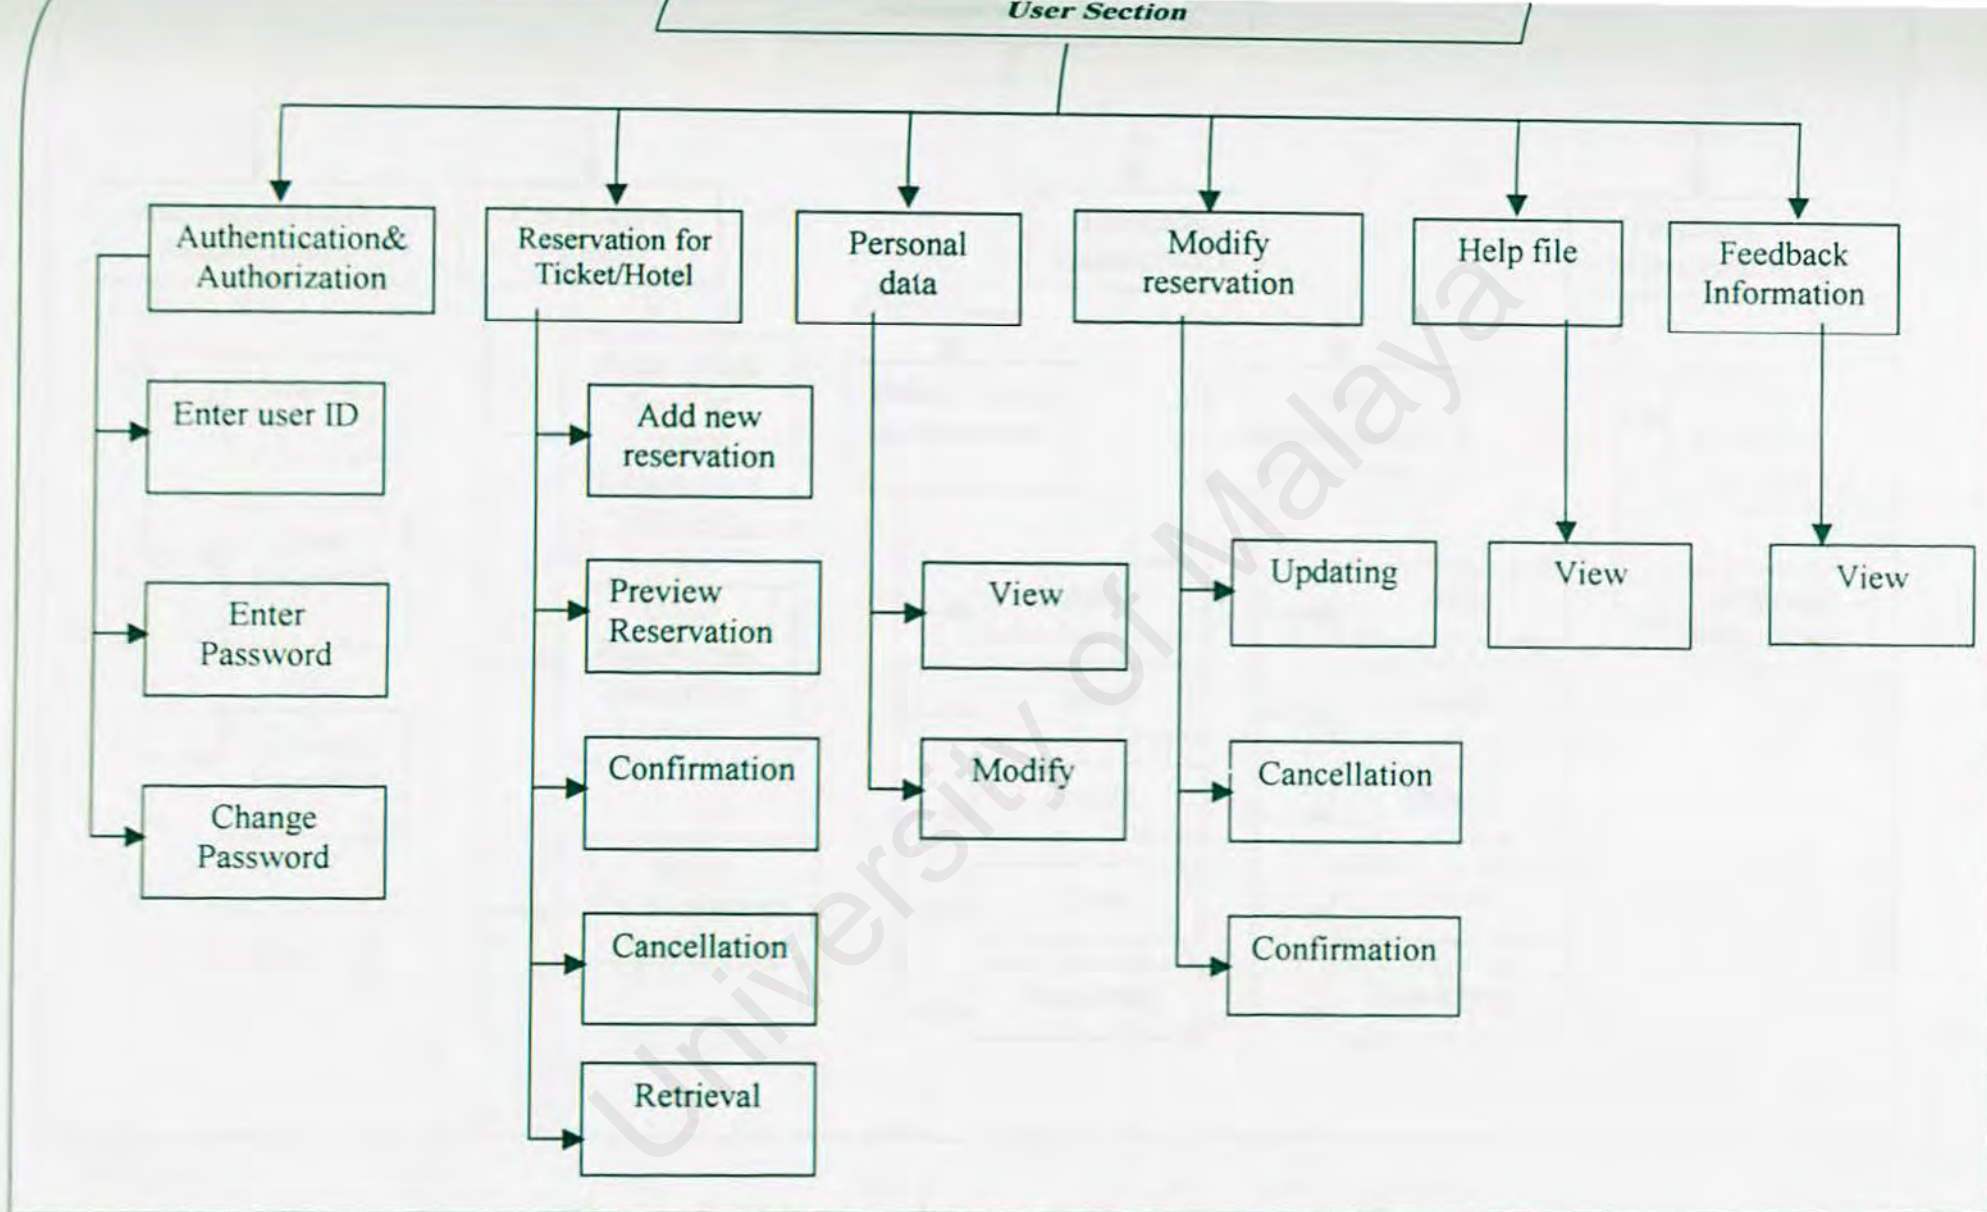 User Section
Authentication&
Authorization
Reservation for
Ticket/Hotel
Personal
data
Modify
reservation
Help file
Feedback
Information
Enter user ID
Enter
Password
Change
Password
Add new
reservation
Preview
Reservation
Confirmation
Cancellation
Retrieval
View
Modify
Updating
Cancellation
Confirmation
View
View
University of Malaya